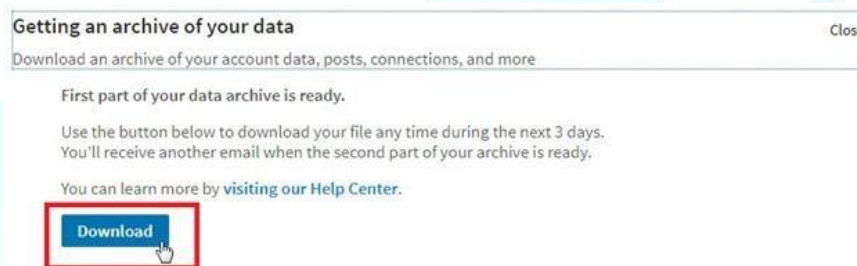 Getting an archive of your data
Clos
Download an archive of your account data, posts, connections, and more
First part of your data archive is ready.
Use the button below to download your file any time during the next 3 days.
You'll receive another email when the second part of your archive is ready.
You can learn more by visiting our Help Center.
Download